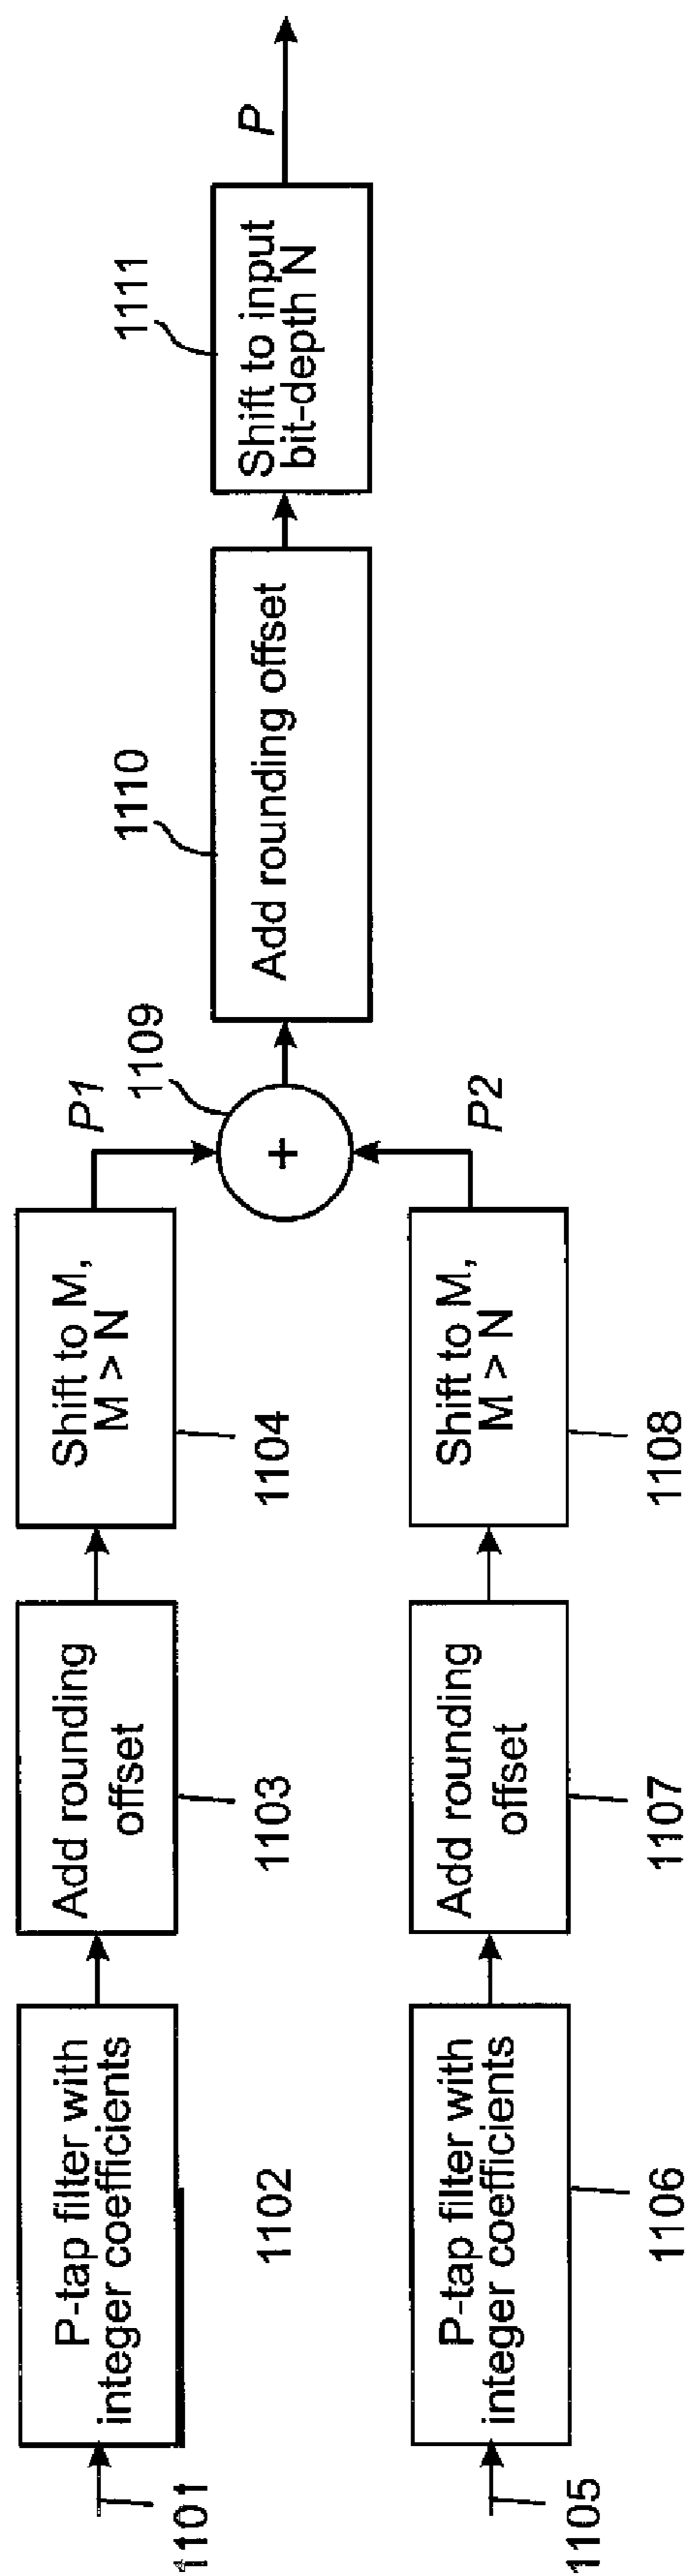 1101
P-tap filter with
integer coefficients
1102
Add rounding
offset
1103
Shift to M,
M > N
1104
P1
1105
P-tap filter with
integer coefficients
1106
Add rounding
offset
1107
Shift to M,
M > N
1108
P2
1109
+
Add rounding offset
1110
Shift to input
bit-depth N
1111
P